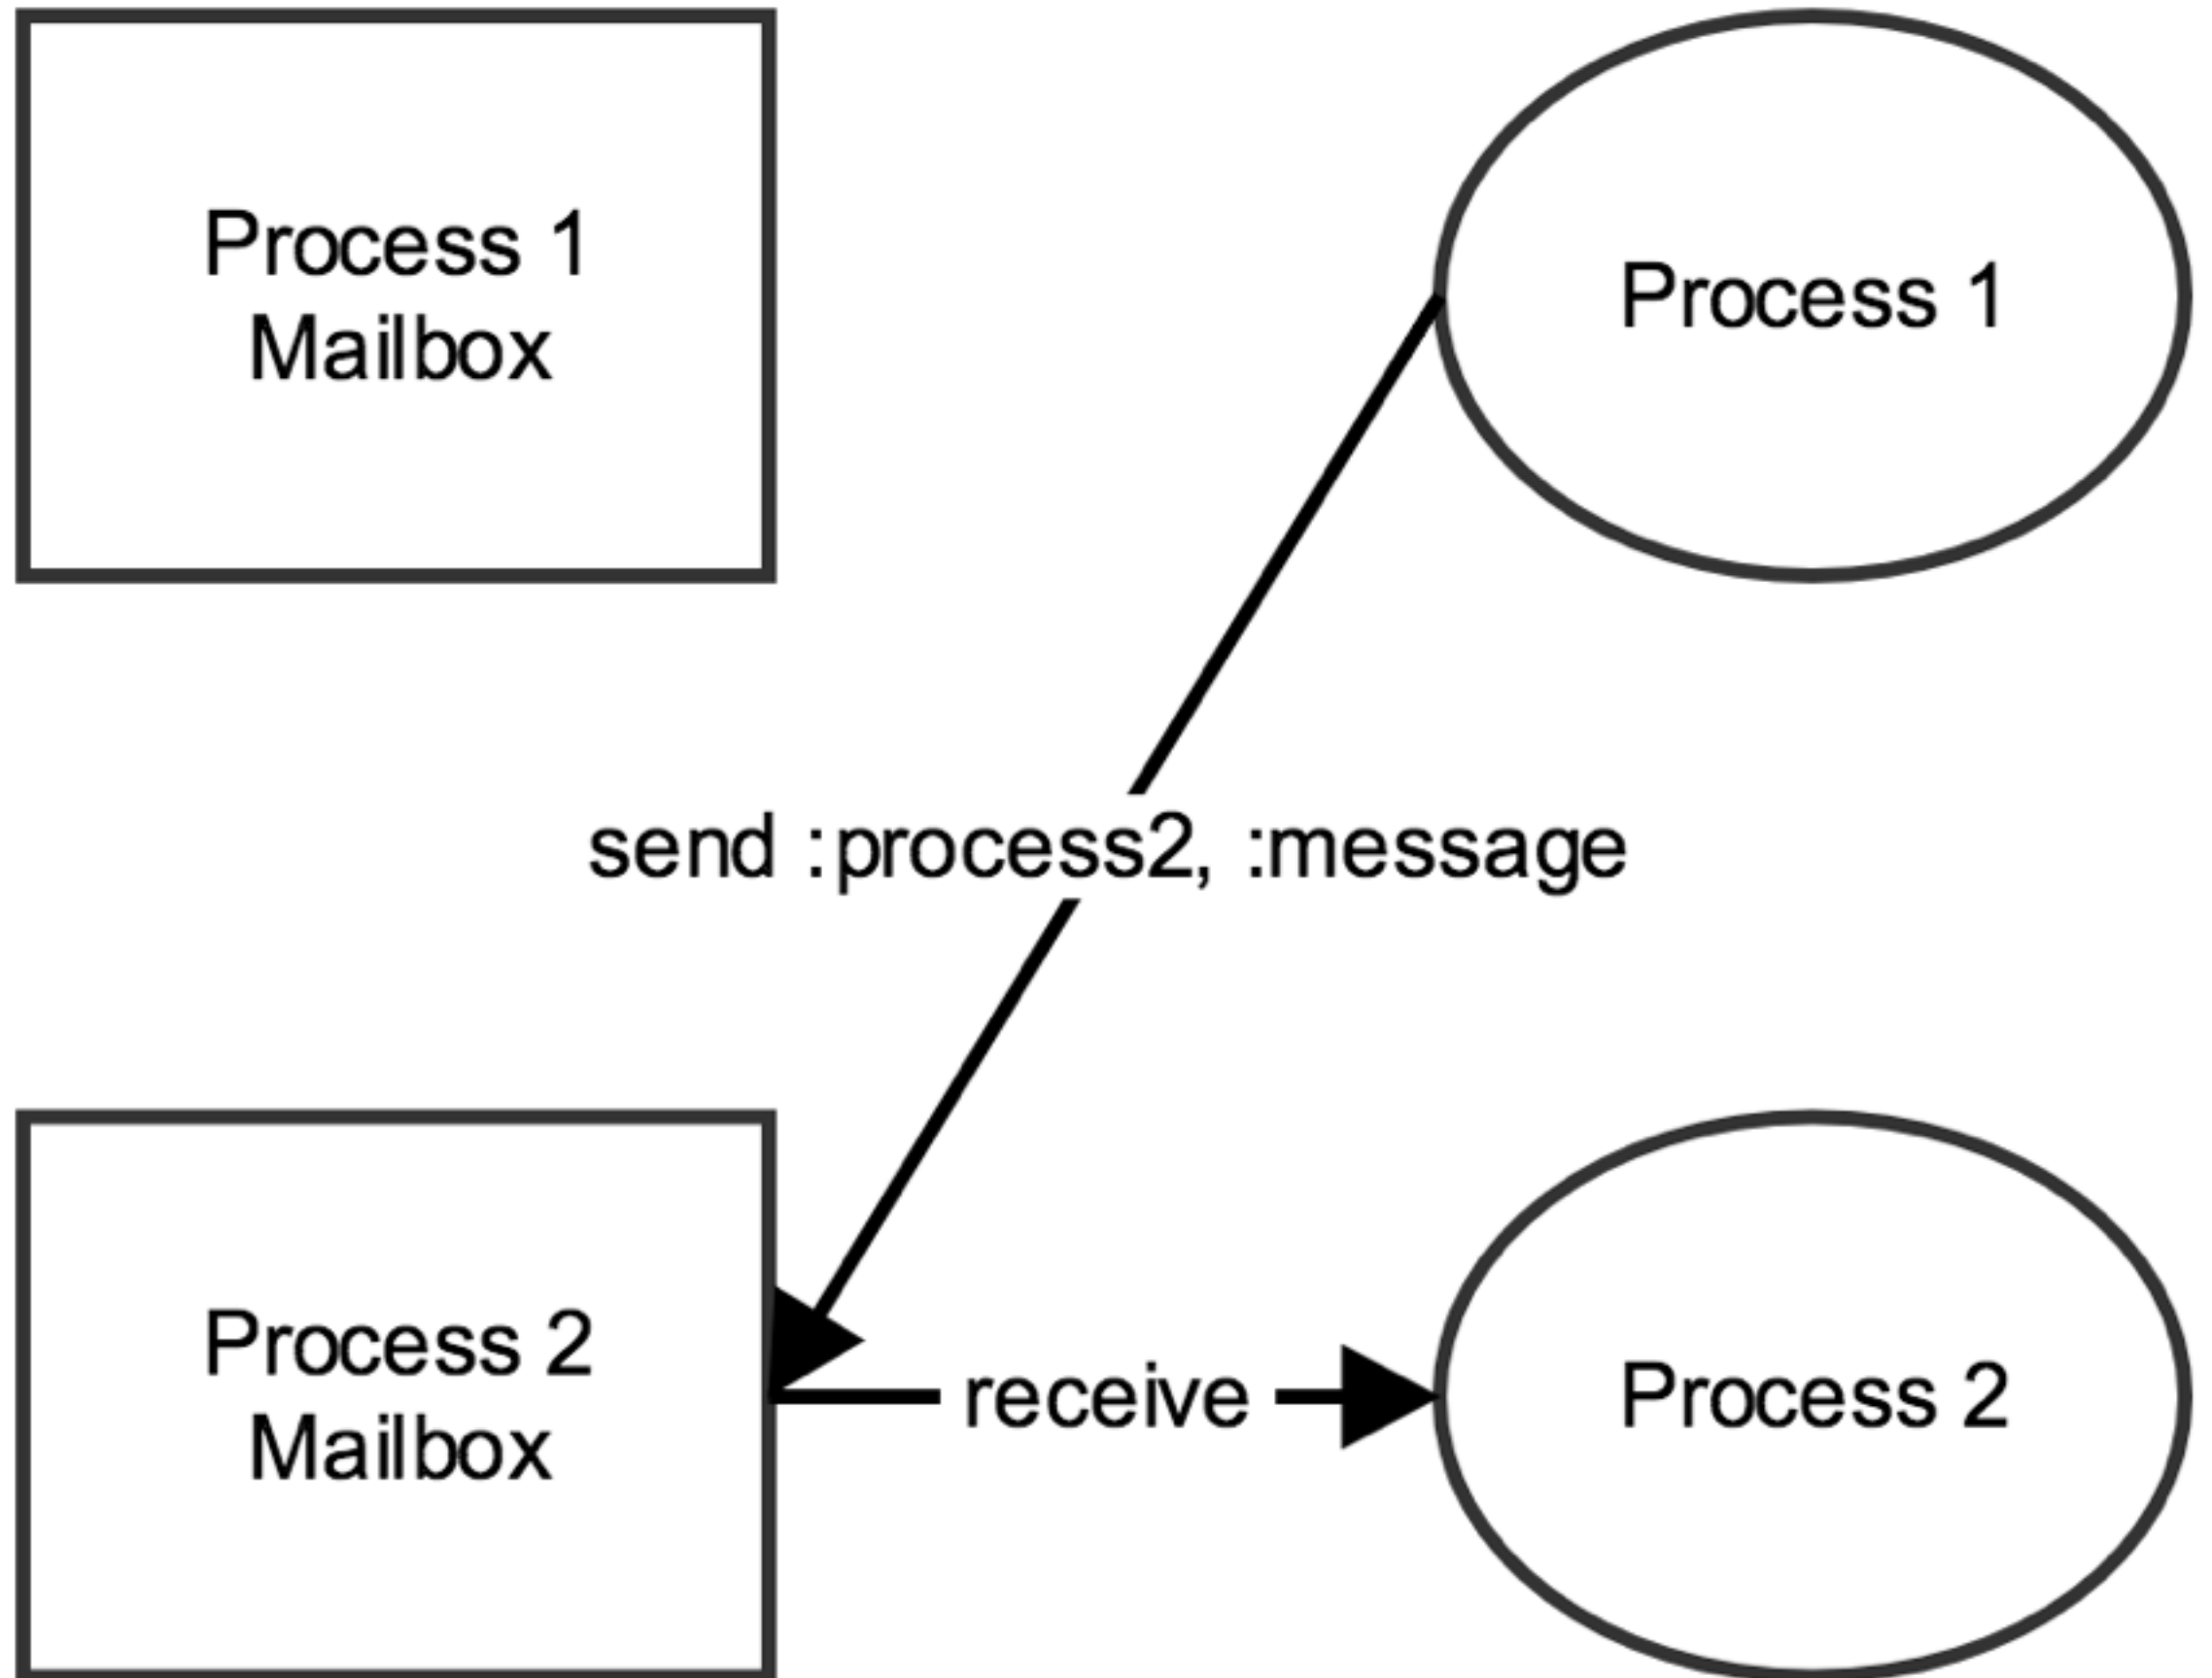 Process 1
Mailbox
Process 1
send :process2, :message
Process 2
Mailbox
receive
Process 2